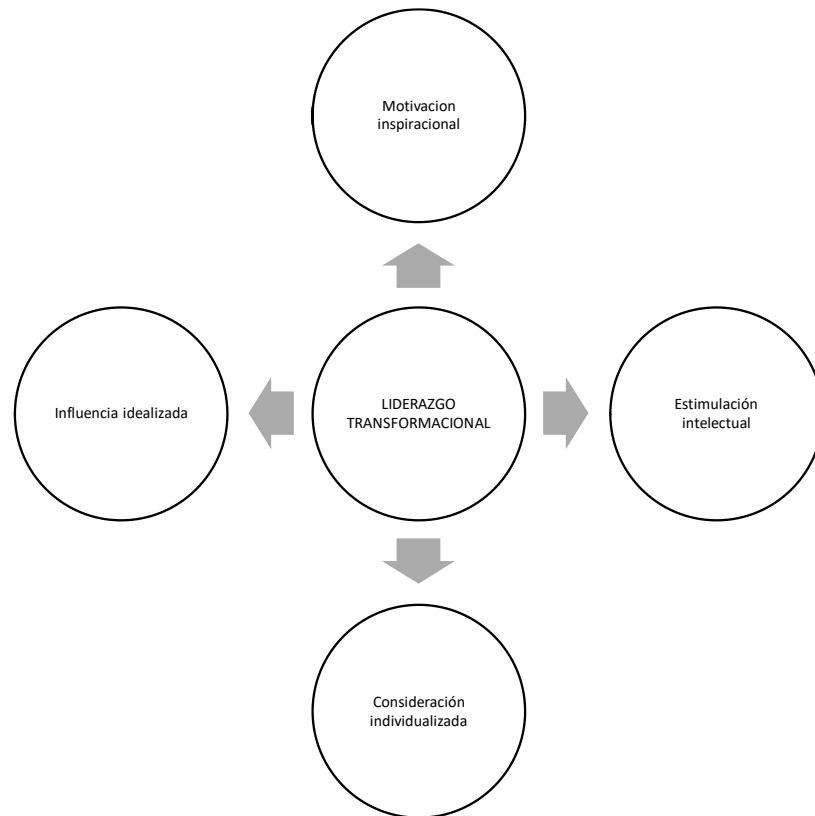 Motivacion
inspiracional
Influencia idealizada
LIDERAZGO
TRANSFORMACIONAL
Estimulación
intelectual
Consideración
individualizada